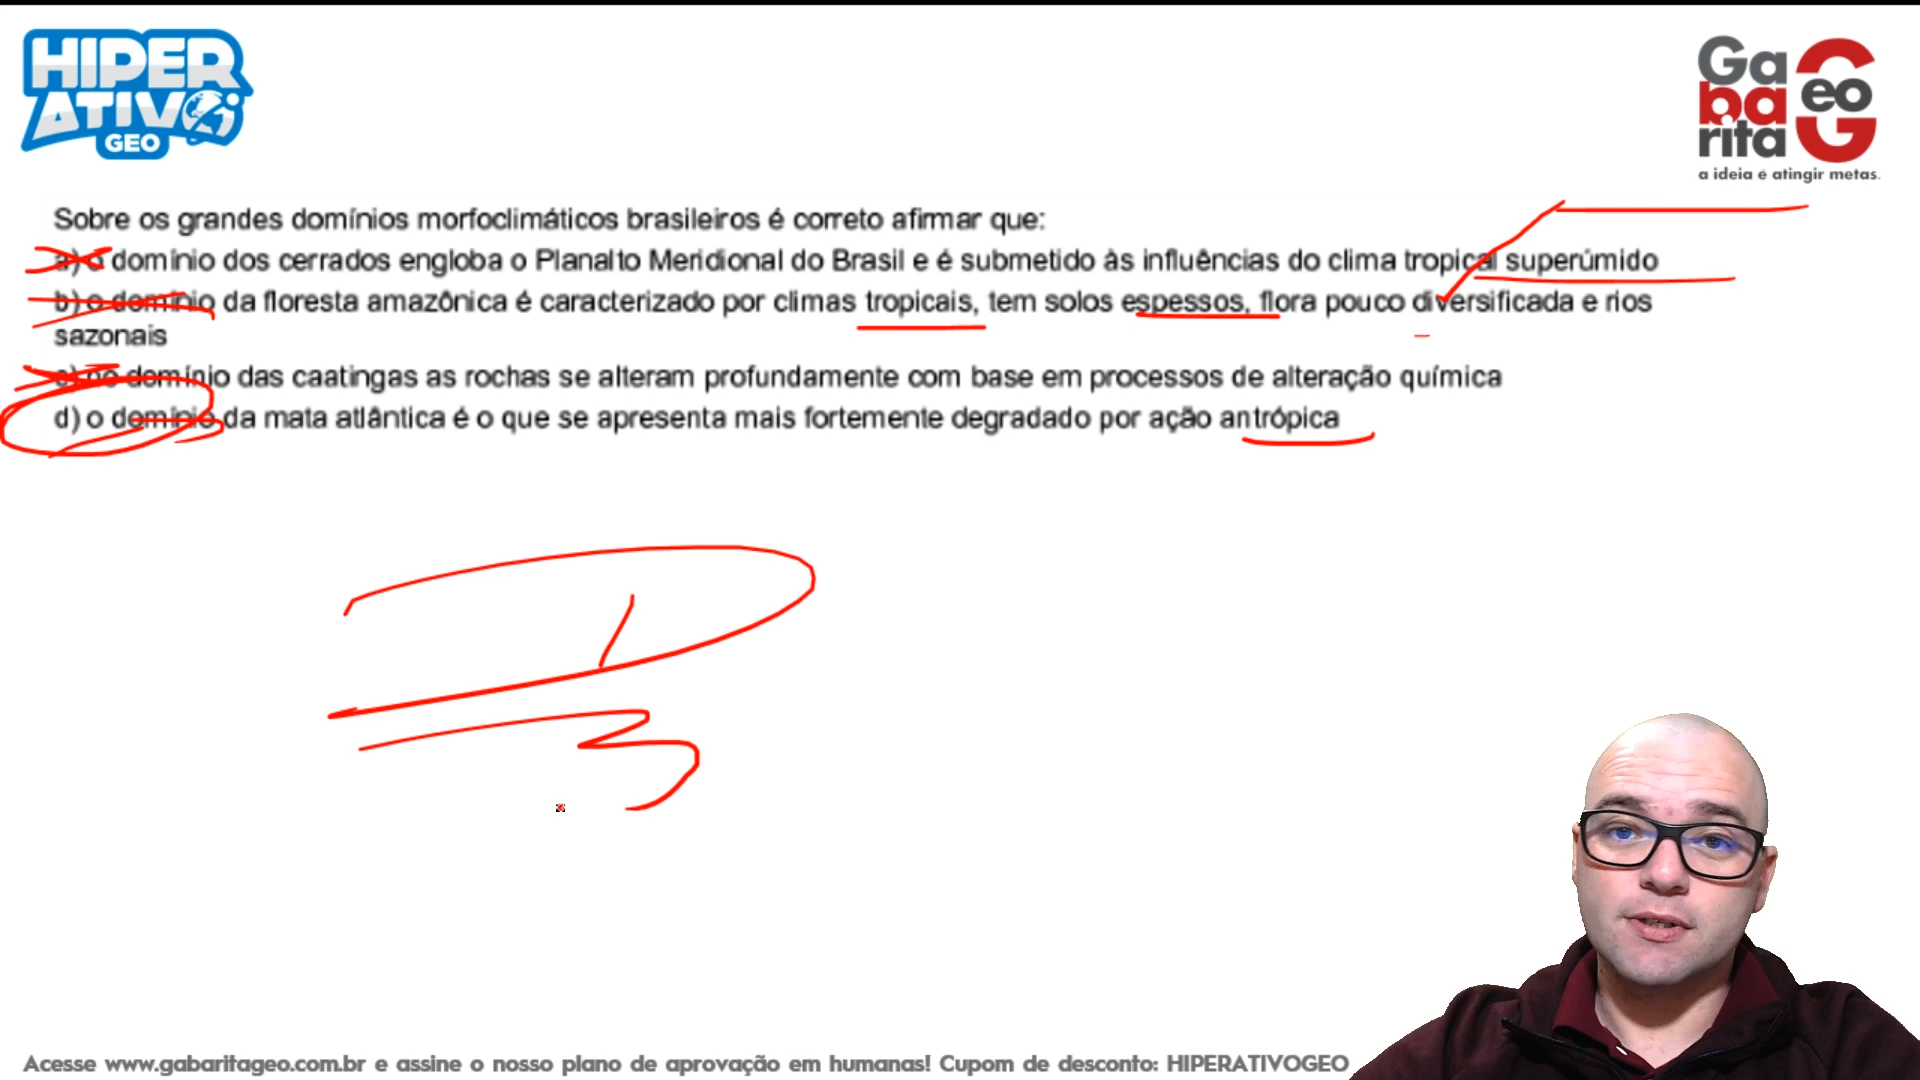 HIPER
ATIVO
GEO
Gabarita Geo
a ideia é atingir metas.
Sobre os grandes domínios morfoclimáticos brasileiros é correto afirmar que:
a) o domínio dos cerrados engloba o Planalto Meridional do Brasil e é submetido às influências do clima tropical superúmido
b) o domínio da floresta amazônica é caracterizado por climas tropicais, tem solos espessos, flora pouco diversificada e rios
sazonais
c) no domínio das caatingas as rochas se alteram profundamente com base em processos de alteração química
d) o domínio da mata atlântica é o que se apresenta mais fortemente degradado por ação antrópica
Acesse www.gabaritageo.com.br e assine o nosso plano de aprovação em humanas! Cupom de desconto: HIPERATIVOGEO